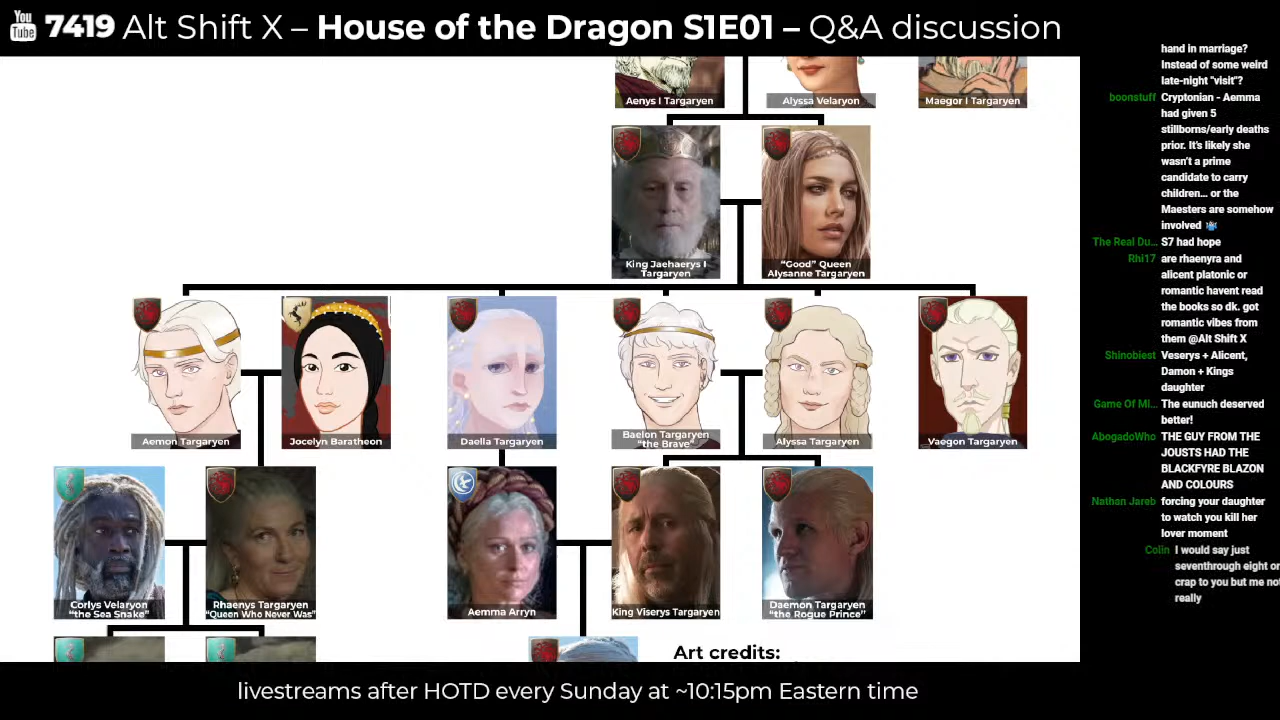 You Tube 7419 Alt Shift X – House of the Dragon S1E01 – Q&A discussion
Aenys I Targaryen
Alyssa Velaryon
Maegor I Targaryen
King Jaehaerys I
Targaryen
“Good” Queen
Alysanne Targaryen
Aemon Targaryen
Jocelyn Baratheon
Daella Targaryen
Baelon Targaryen
“the Brave”
Alyssa Targaryen
Vaegon Targaryen
Corlys Velaryon
“the Sea Snake”
Rhaenys Targaryen
“Queen Who Never Was”
Aemma Arryn
King Viserys Targaryen
Daemon Targaryen
“the Rogue Prince”
Art credits:
hand in marriage?
Instead of some weird
late-night "visit"?
boonstuff Cryptonian - Aemma
had given 5
stillborns/early deaths
prior. It's likely she
wasn't a prime
candidate to carry
children... or the
Maesters are somehow
involved
The Real Du... S7 had hope
Rhi17 are rhaenyra and
alicent platonic or
romantic havent read
the books so dk. got
romantic vibes from
them @Alt Shift X
Shinobiest Veserys + Alicent,
Damon + Kings
daughter
Game Of Mi... The eunuch deserved
better!
AbogadoWho THE GUY FROM THE
JOUSTS HAD THE
BLACKFYRE BLAZON
AND COLOURS
Nathan Jareb forcing your daughter
to watch you kill her
lover moment
Colin I would say just
seventhrough eight or
crap to you but me not
really
livestreams after HOTD every Sunday at ~10:15pm Eastern time